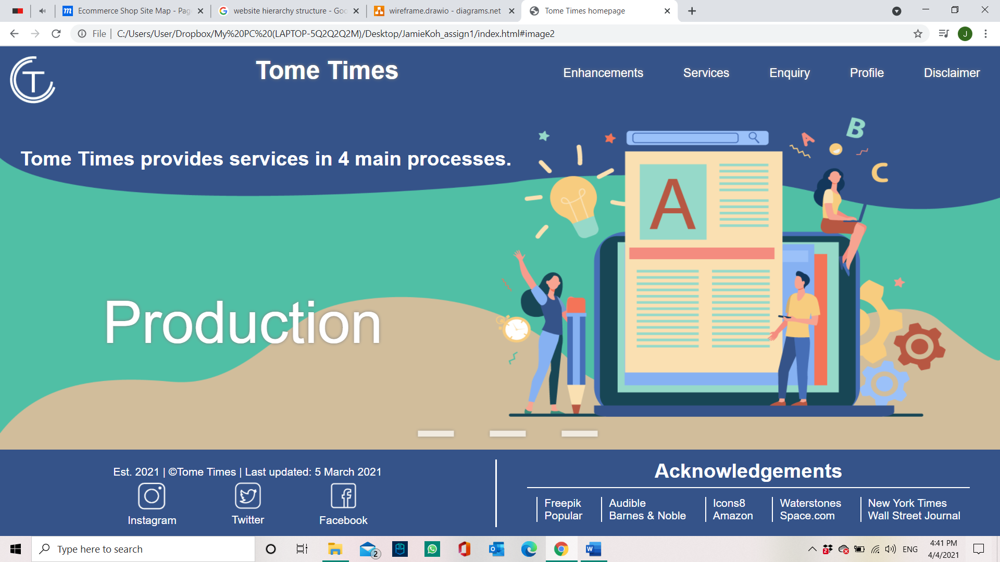 Ecommerce Shop Site Map - Pag
website hierarchy structure - Goo
wireframe.drawio - diagrams.net
Tome Times homepage
File | C:/Users/User/Dropbox/My%20PC%20(LAPTOP-5Q2Q2Q2M)/Desktop/JamieKoh_assign1/index.html#image2
J
T
Tome Times
Enhancements
Services
Enquiry
Profile
Disclaimer
B
A
C
Tome Times provides services in 4 main processes.
A
Production
Est. 2021 | ©Tome Times | Last updated: 5 March 2021
Instagram
Twitter
Facebook
Acknowledgements
Freepik
Popular
Audible
Barnes & Noble
Icons8
Amazon
Waterstones
Space.com
New York Times
Wall Street Journal
Type here to search
2
2
ENG
4:41 PM
4/4/2021